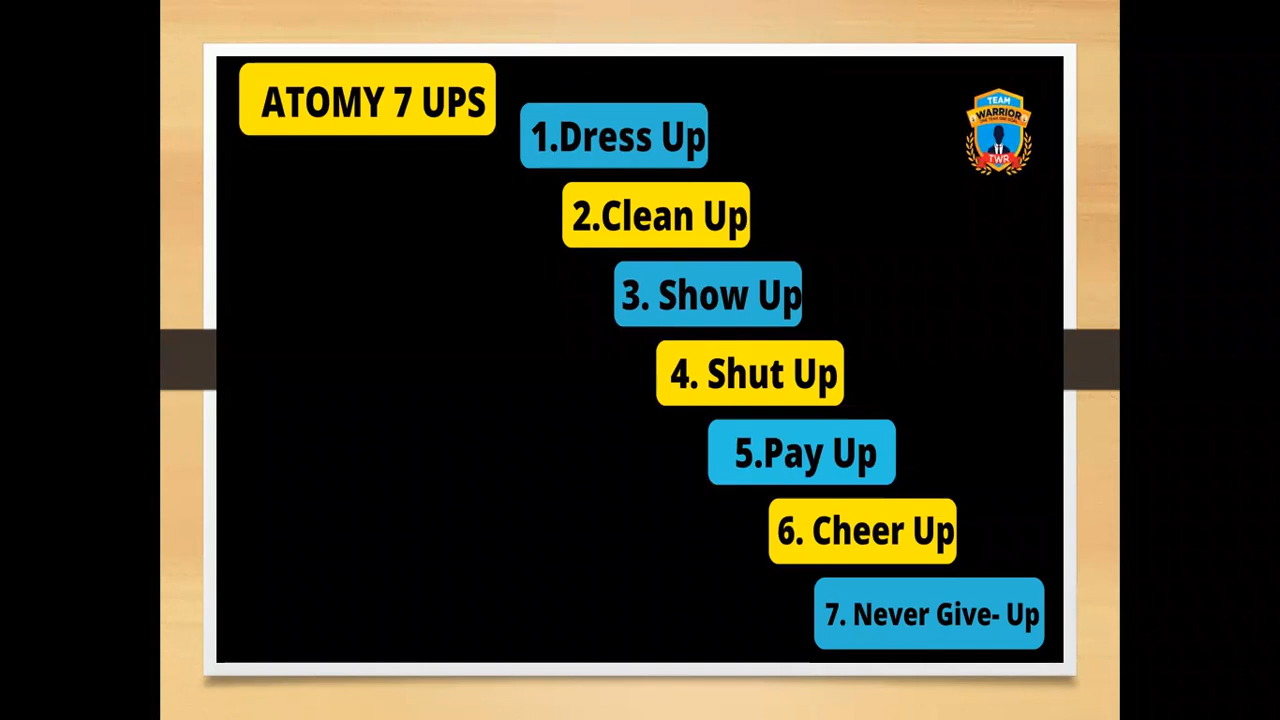 ATOMY 7 UPS
TEAM
WARRIOR
TWR
1.Dress Up
2.Clean Up
3. Show Up
4. Shut Up
5.Pay Up
6. Cheer Up
7. Never Give- Up